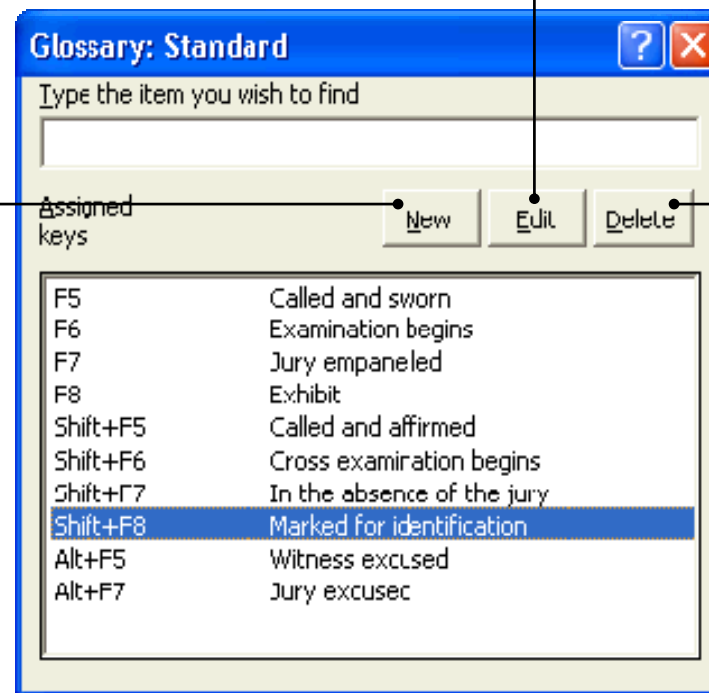 Glossary: Standard
Type the item you wish to find
Assigned
keys
New Edit Delete
F5 Called and sworn
F6 Examination begins
F7 Jury empaneled
F8 Exhibit
Shift+F5 Called and affirmed
Shift+F6 Cross examination begins
Shift+F7 In the absence of the jury
Shift+F8 Marked for identification
Alt+F5 Witness excused
Alt+F7 Jury excused